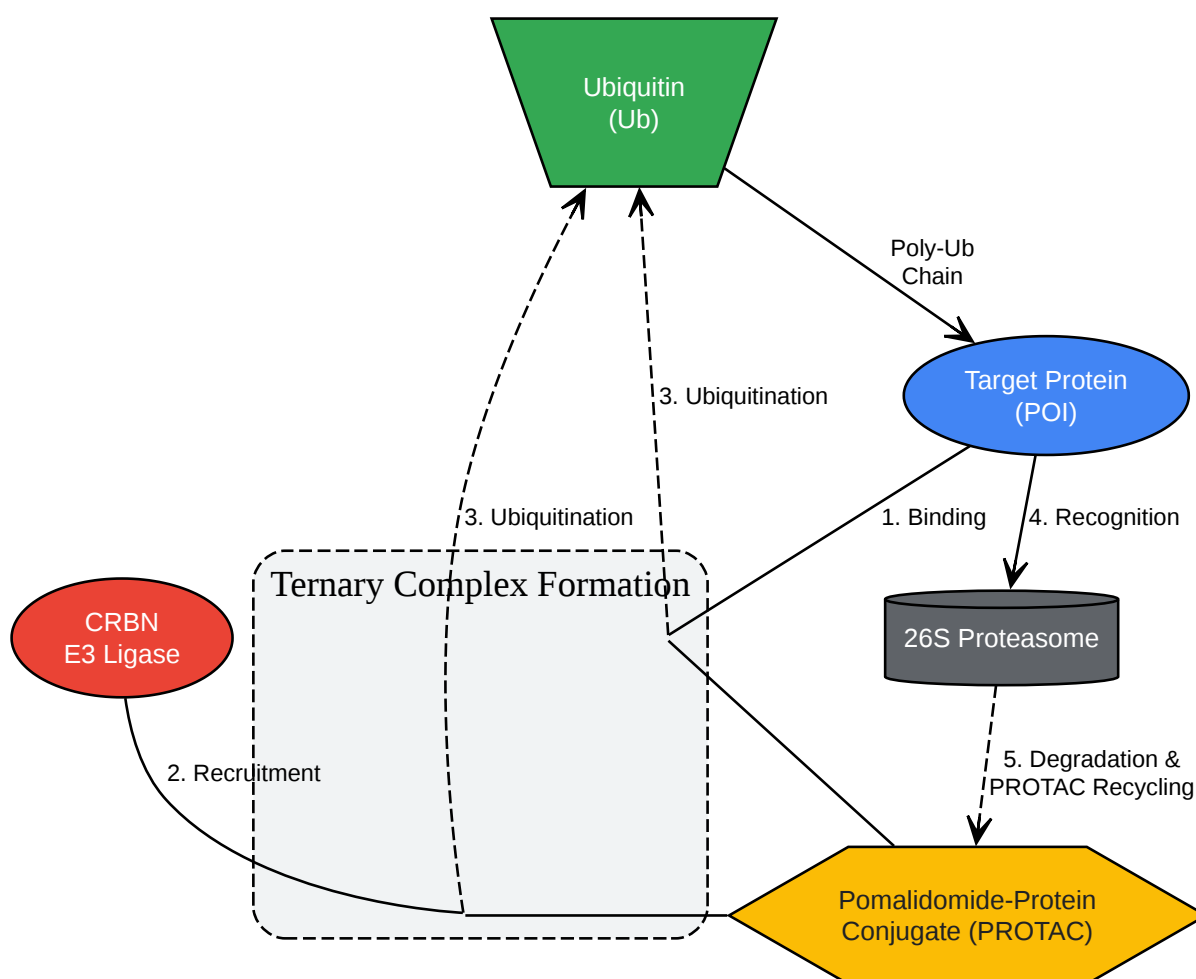 Ubiquitin
(Ub)
Poly-Ub
Chain
Target Protein
(POI)
3. Ubiquitination
3. Ubiquitination
1. Binding
4. Recognition
Ternary Complex Formation
CRBN
E3 Ligase
26S Proteasome
2. Recruitment
5. Degradation &
PROTAC Recycling
Pomalidomide-Protein
Conjugate (PROTAC)